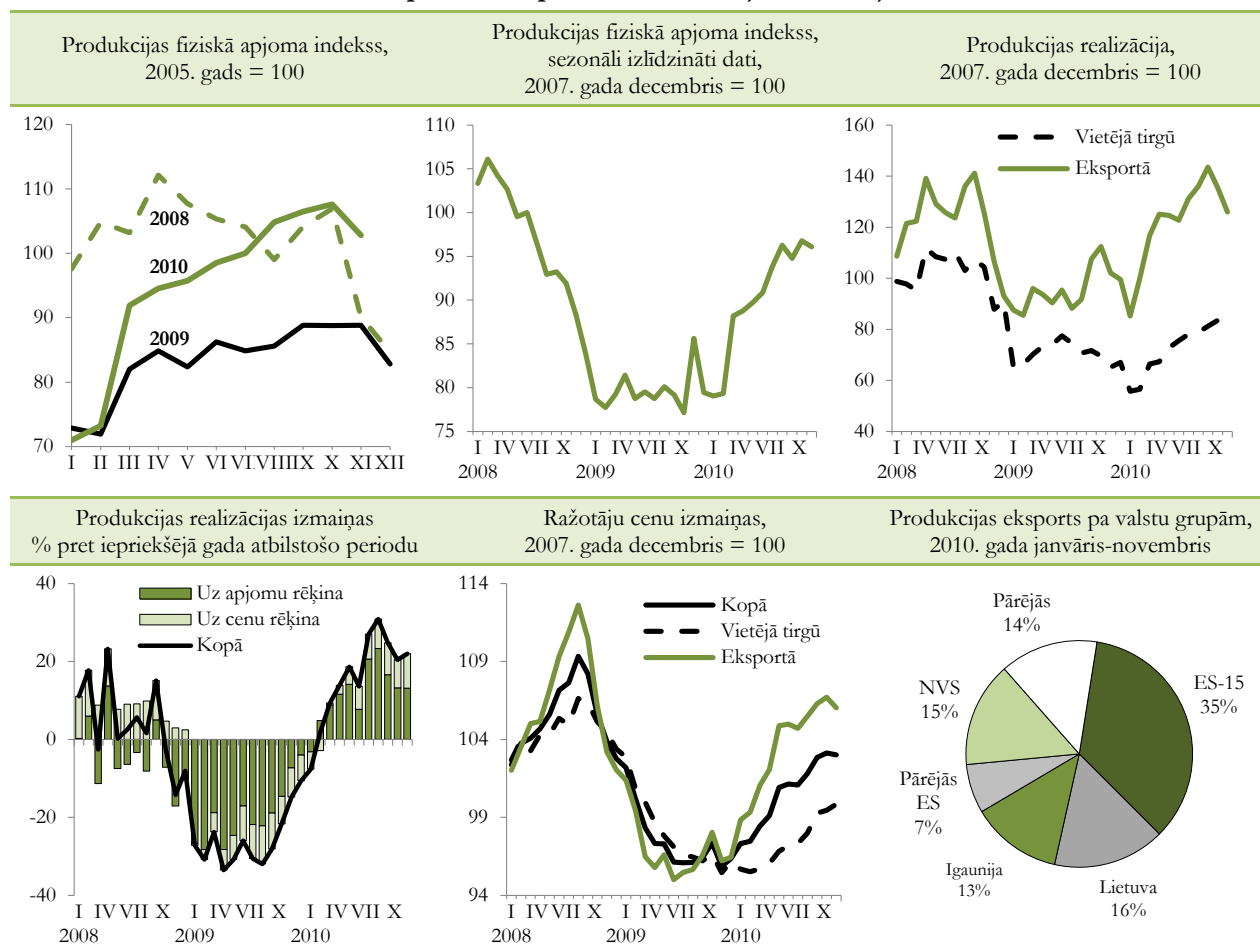 Produkcijas fiziskā apjoma indekss,
2005. gads = 100
Produkcijas fiziskā apjoma indekss,
sezonāli izlīdzināti dati,
2007. gada decembris = 100
Produkcijas realizācija,
2007. gada decembris = 100
120
110
100
90
80
70
2008
2010
2009
I II III IV V VI VII VIII IX X XI XII
110
105
100
95
90
85
80
75
I IV VII X I IV VII X I IV VII X
2008 2009 2010
160
140
120
100
80
60
40
Vietējā tirgū
Eksportā
I IV VII X I IV VII X I IV VII X
2008 2009 2010
Produkcijas realizācijas izmaiņas
% pret iepriekšējā gada atbilstošo periodu
Ražotāju cenu izmaiņas,
2007. gada decembris = 100
Produkcijas eksports pa valstu grupām,
2010. gada janvāris-novembris
40
20
0
-20
-40
Uz apjomu rēķina
Uz cenu rēķina
Kopā
I IV VII X I IV VII X I IV VII X
2008 2009 2010
114
109
104
99
94
Kopā
Vietējā tirgū
Eksportā
I IV VII X I IV VII X I IV VII X
2008 2009 2010
Pārējās
14%
ES-15
35%
NVS
15%
Pārējās
ES
7%
Igaunija
13%
Lietuva
16%